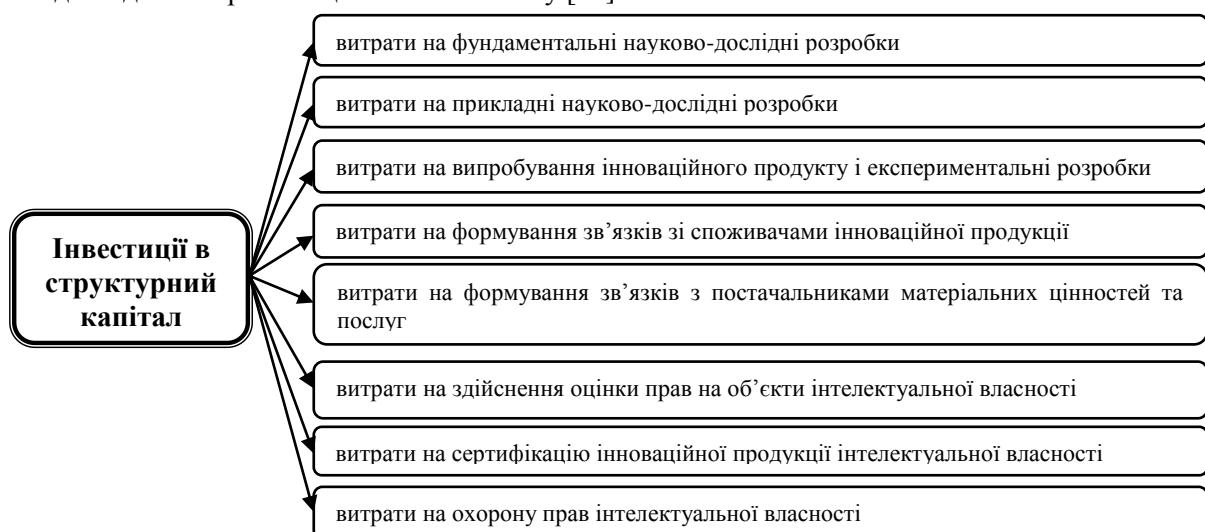 витрати на фундаментальні науково-дослідні розробки
витрати на прикладні науково-дослідні розробки
витрати на випробування інноваційного продукту і експериментальні розробки
витрати на формування зв’язків зі споживачами інноваційної продукції
Інвестиції в
структурний
капітал
витрати на формування зв’язків з постачальниками матеріальних цінностей та
послуг
витрати на здійснення оцінки прав на об’єкти інтелектуальної власності
витрати на сертифікацію інноваційної продукції інтелектуальної власності
витрати на охорону прав інтелектуальної власності